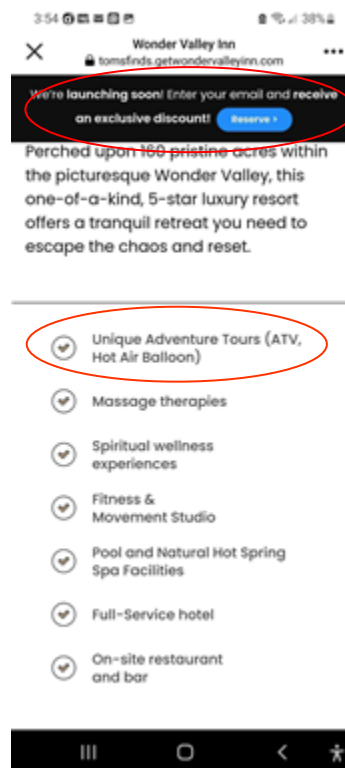 3:54
38%
Wonder Valley Inn
tomsfinds.getwondervalleyinn.com
We're launching soon! Enter your email and receive
an exclusive discount! Reserve >
Perched upon 160 pristine acres within
the picturesque Wonder Valley, this
one-of-a-kind, 5-star luxury resort
offers a tranquil retreat you need to
escape the chaos and reset.
Unique Adventure Tours (ATV,
Hot Air Balloon)
Massage therapies
Spiritual wellness
experiences
Fitness &
Movement Studio
Pool and Natural Hot Spring
Spa Facilities
Full-Service hotel
On-site restaurant
and bar